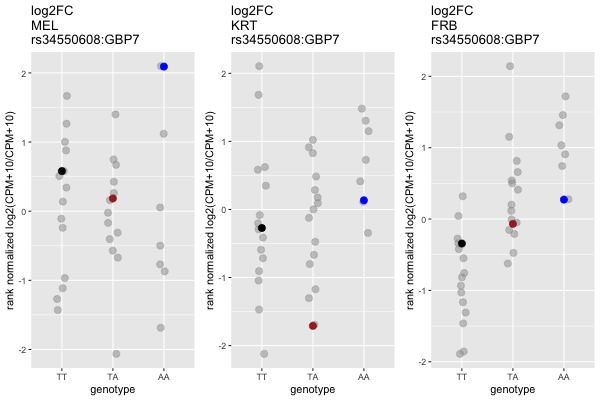 log2FC
MEL
rs34550608:GBP7
rank normalized log2(CPM+10/CPM+10)
2
1
0
-1
-2
TT
TA
AA
genotype
log2FC
KRT
rs34550608:GBP7
rank normalized log2(CPM+10/CPM+10)
2
1
0
-1
-2
TT
TA
AA
genotype
log2FC
FRB
rs34550608:GBP7
rank normalized log2(CPM+10/CPM+10)
2
1
0
-1
-2
TT
TA
AA
genotype